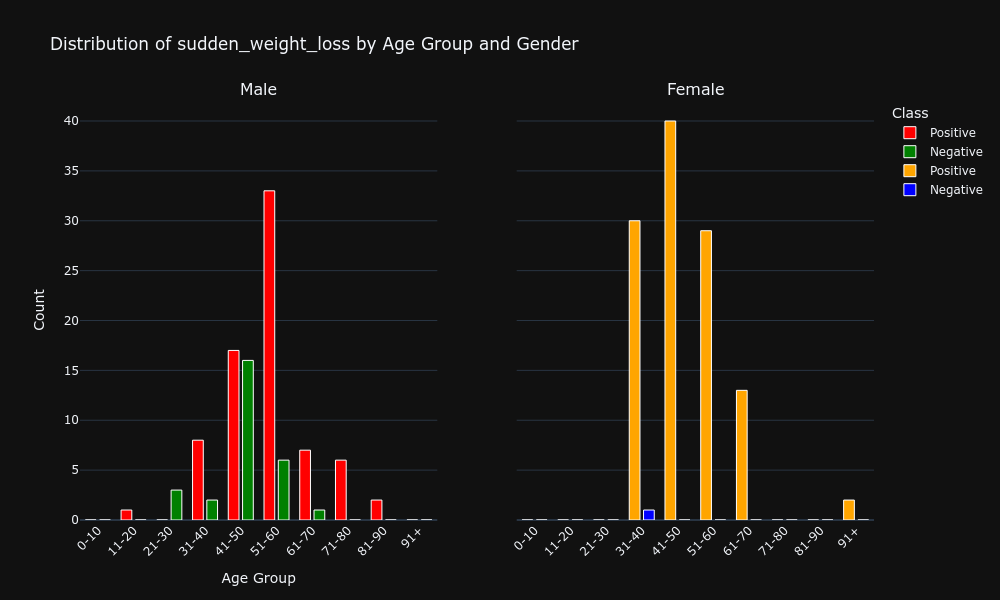 Distribution of sudden_weight_loss by Age Group and Gender
Male
Female
Class
Positive
Negative
Positive
Negative
Count
40
35
30
25
20
15
10
5
0
0-10 11-20 21-30 31-40 41-50 51-60 61-70 71-80 81-90 91+
0-10 11-20 21-30 31-40 41-50 51-60 61-70 71-80 81-90 91+
Age Group